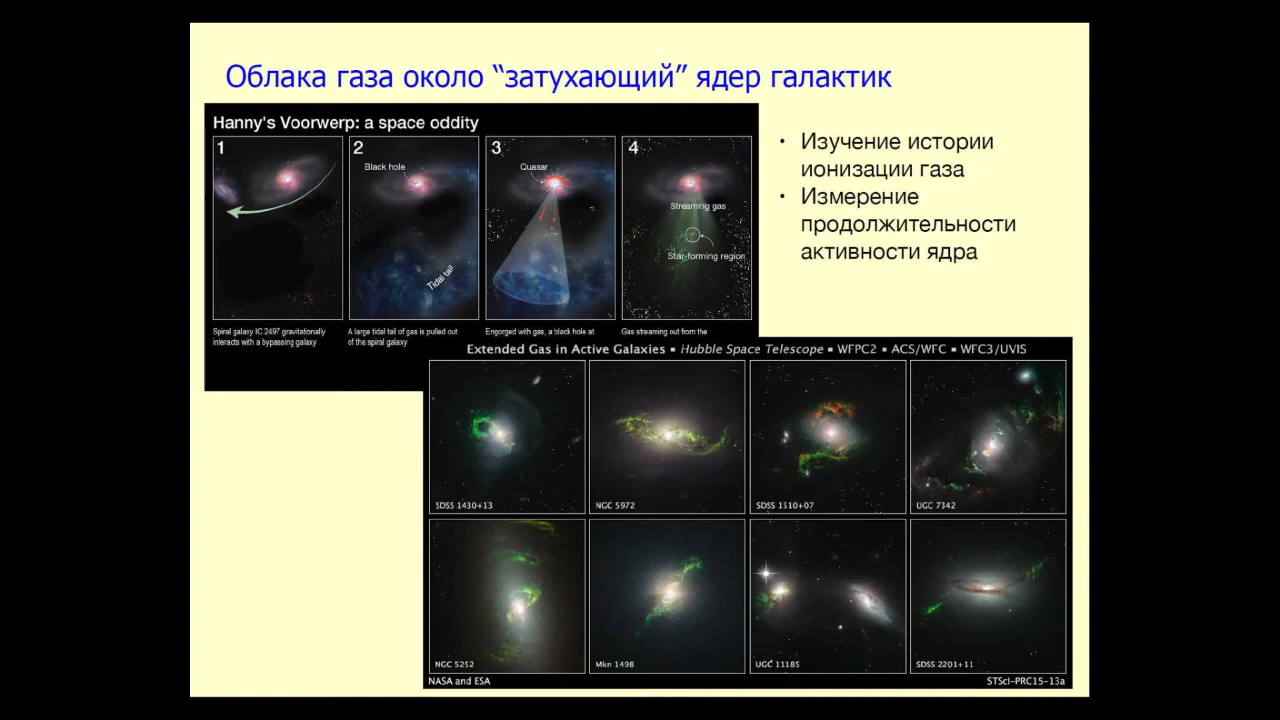 Облака газа около “затухающий” ядер галактик
Hanny's Voorwerp: a space oddity
1
2
3
4
Black hole
Quasar
Streaming gas
Star-forming region
Tidal tail
Spiral galaxy IC 2497 gravitationally
interacts with a bypassing galaxy
A large tidal tail of gas is pulled out
of the spiral galaxy
Engorged with gas, a black hole at
Gas streaming out from the
• Изучение истории
ионизации газа
• Измерение
продолжительности
активности ядра
Extended Gas in Active Galaxies ▪ Hubble Space Telescope ▪ WFPC2 ▪ ACS/WFC ▪ WFC3/UVIS
SDSS 1430+13
NGC 5972
SDSS 1510+07
UGC 7342
NGC 5252
Mkn 1498
UGC 11185
SDSS 2201+11
NASA and ESA
STScI-PRC15-13a